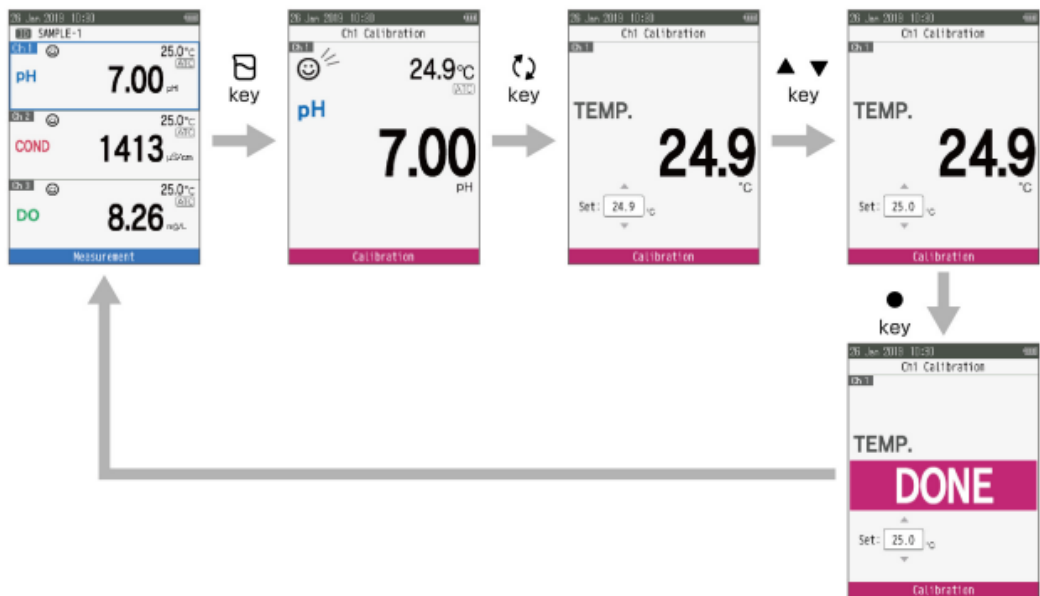 26 Jan 2018 10:30
SAMPLE-1
Ch 1
25.0℃
ATC
pH
7.00 pH
Ch 2
25.0℃
ATC
COND
1413 µS/cm
Ch 3
25.0℃
ATC
DO
8.26 mg/L
Measurement
key
26 Jan 2018 10:30
Ch1 Calibration
Ch 1
24.9℃
ATC
pH
7.00
pH
Calibration
key
26 Jan 2018 10:30
Ch1 Calibration
Ch 1
TEMP.
24.9
℃
Set: 24.9 ℃
Calibration
▲ ▼
key
26 Jan 2018 10:30
Ch1 Calibration
Ch 1
TEMP.
24.9
℃
Set: 25.0 ℃
Calibration
●
key
26 Jan 2018 10:30
Ch1 Calibration
Ch 1
TEMP.
DONE
Set: 25.0 ℃
Calibration